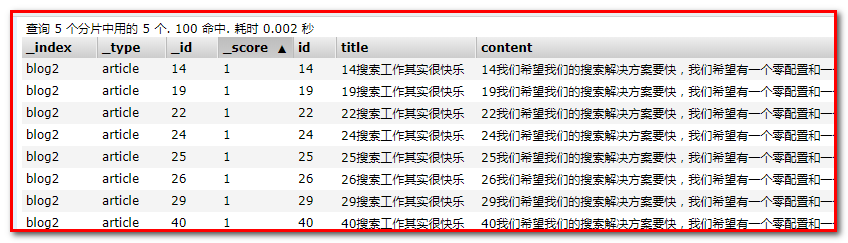 查询 5 个分片中用的 5 个. 100 命中. 耗时 0.002 秒
_index _type _id _score ▲ id title content
blog2 article 14 1 14 14搜索工作其实很快乐 14我们希望我们的搜索解决方案要快，我们希望有一个零配置和一
blog2 article 19 1 19 19搜索工作其实很快乐 19我们希望我们的搜索解决方案要快，我们希望有一个零配置和一
blog2 article 22 1 22 22搜索工作其实很快乐 22我们希望我们的搜索解决方案要快，我们希望有一个零配置和一
blog2 article 24 1 24 24搜索工作其实很快乐 24我们希望我们的搜索解决方案要快，我们希望有一个零配置和一
blog2 article 25 1 25 25搜索工作其实很快乐 25我们希望我们的搜索解决方案要快，我们希望有一个零配置和一
blog2 article 26 1 26 26搜索工作其实很快乐 26我们希望我们的搜索解决方案要快，我们希望有一个零配置和一
blog2 article 29 1 29 29搜索工作其实很快乐 29我们希望我们的搜索解决方案要快，我们希望有一个零配置和一
blog2 article 40 1 40 40搜索工作其实很快乐 40我们希望我们的搜索解决方案要快，我们希望有一个零配置和一